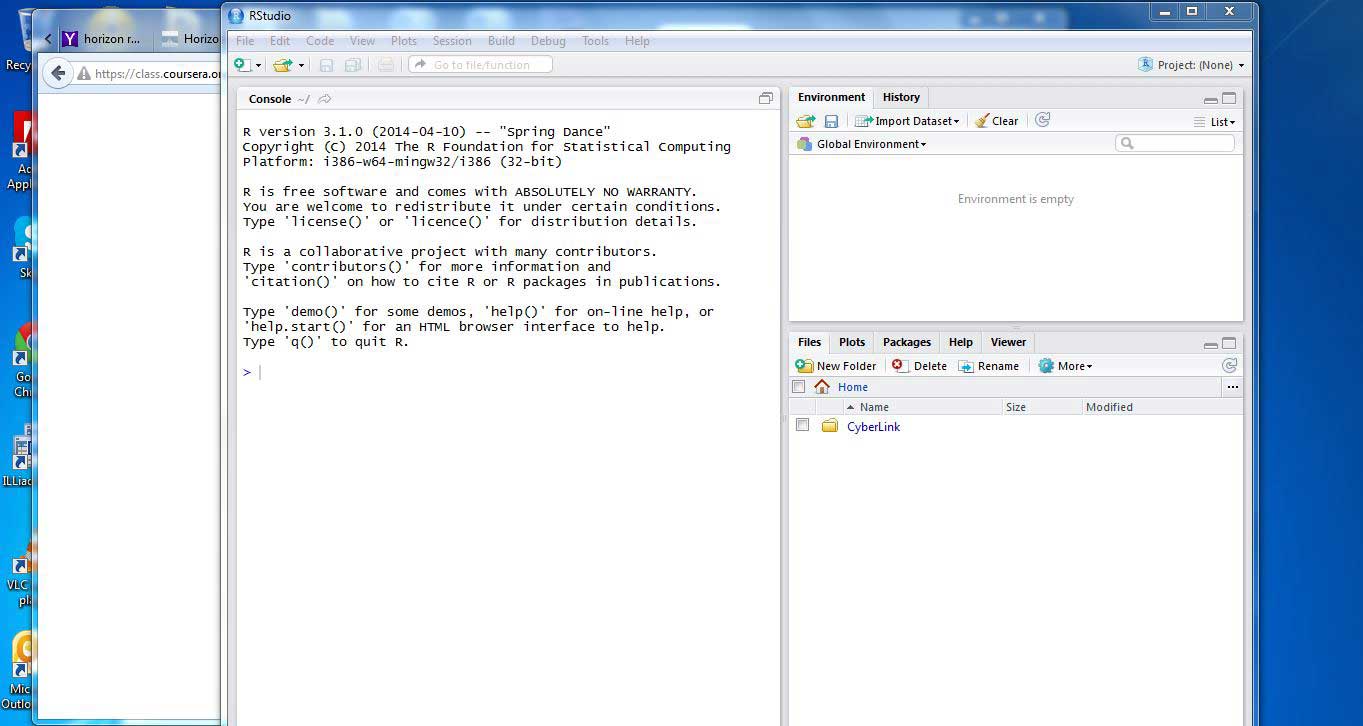 RStudio
File Edit Code View Plots Session Build Debug Tools Help
Go to file/function
Project: (None)
Console ~/
R version 3.1.0 (2014-04-10) -- "Spring Dance"
Copyright (C) 2014 The R Foundation for Statistical Computing
Platform: i386-w64-mingw32/i386 (32-bit)
R is free software and comes with ABSOLUTELY NO WARRANTY.
You are welcome to redistribute it under certain conditions.
Type 'license()' or 'licence()' for distribution details.
R is a collaborative project with many contributors.
Type 'contributors()' for more information and
'citation()' on how to cite R or R packages in publications.
Type 'demo()' for some demos, 'help()' for on-line help, or
'help.start()' for an HTML browser interface to help.
Type 'q()' to quit R.
>
Environment History
Import Dataset Clear List
Global Environment
Environment is empty
Files Plots Packages Help Viewer
New Folder Delete Rename More
Home
Name Size Modified
CyberLink
horizon r... Horizo
https://class.coursera.or
Recy
Ac
Appl
Sk
Go
Chr
ILLiac
VLC
pla
Mic
Outlo